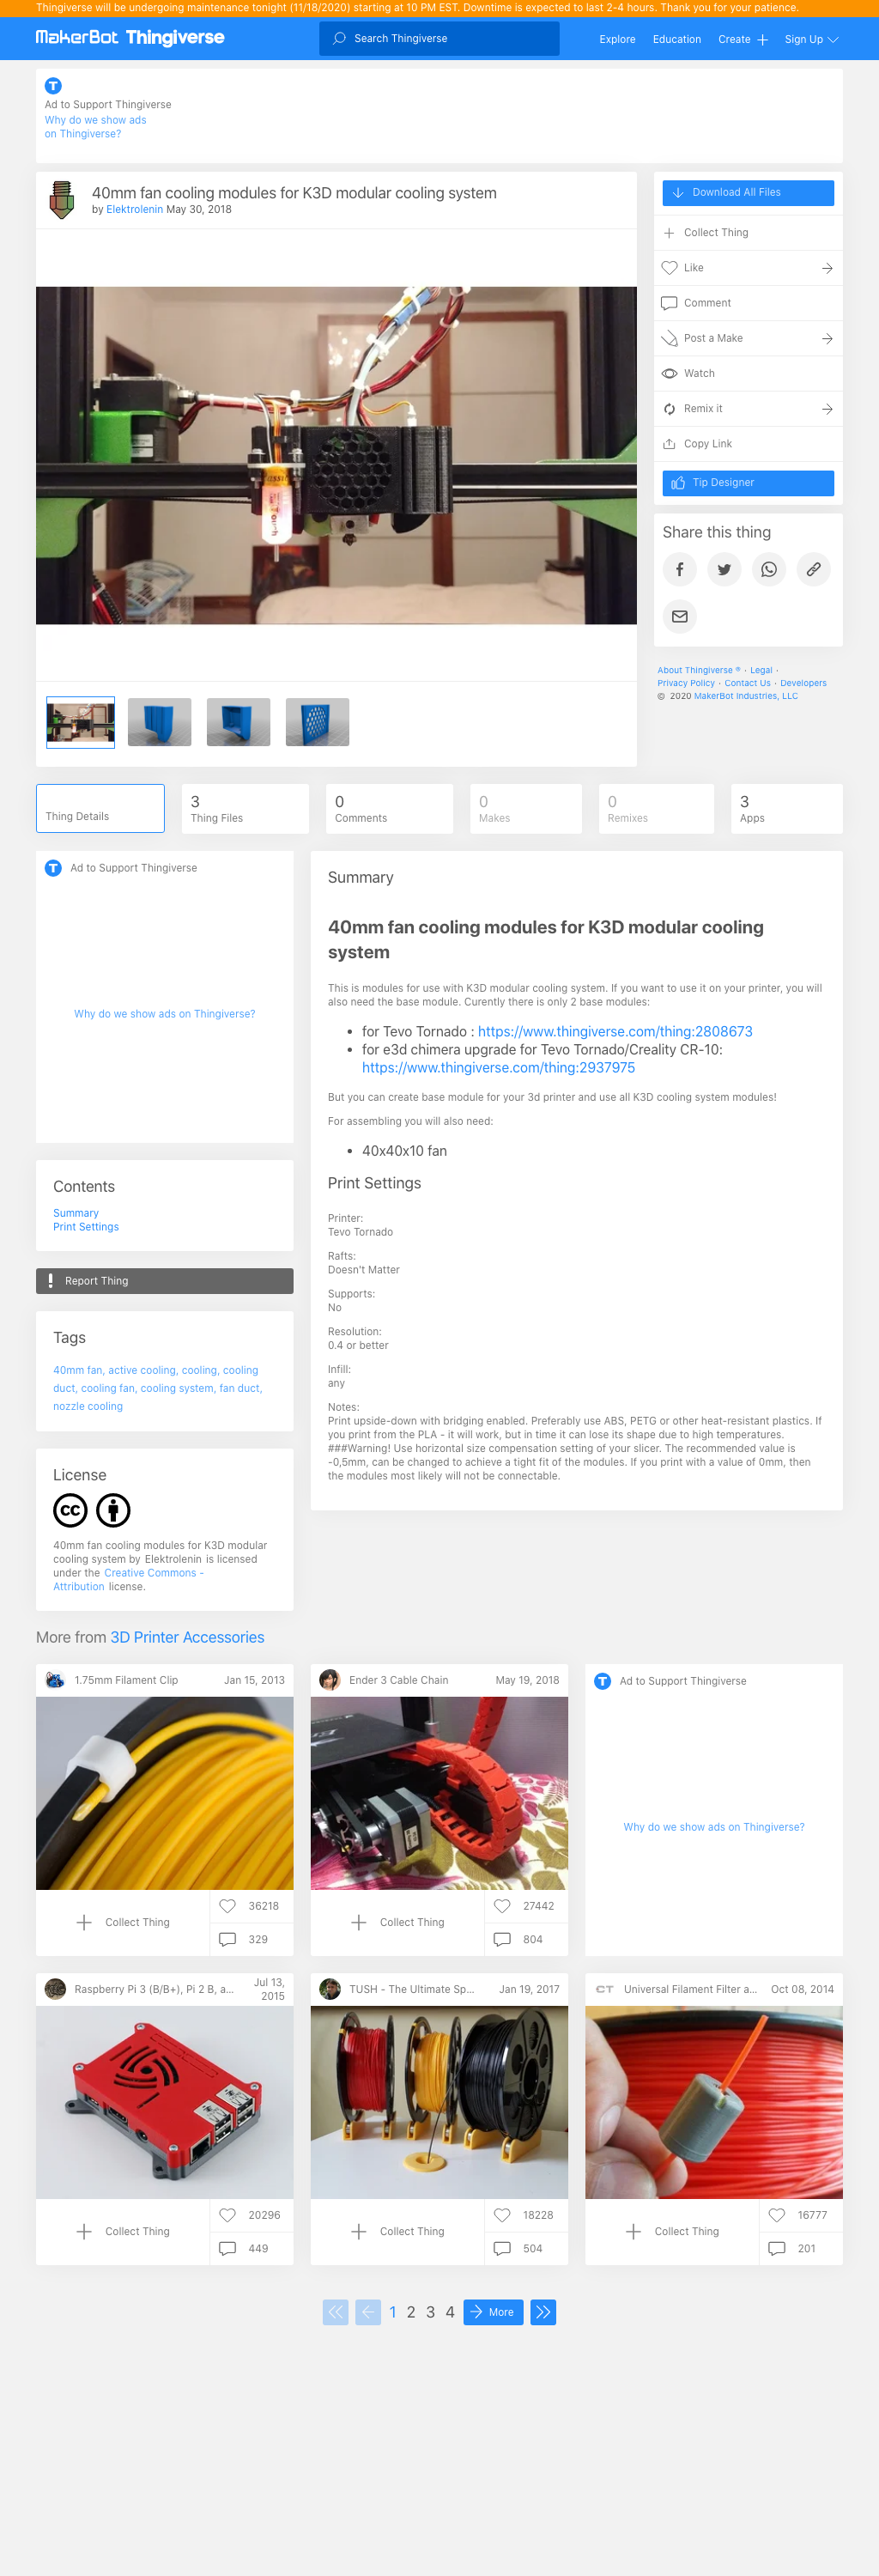 Thingiverse will be undergoing maintenance tonight (11/18/2020) starting at 10 PM EST. Downtime is expected to last 2-4 hours. Thank you for your patience.
MakerBot Thingiverse
Search Thingiverse
Explore
Education
Create
Sign Up
Ad to Support Thingiverse
Why do we show ads
on Thingiverse?
40mm fan cooling modules for K3D modular cooling system
by Elektrolenin May 30, 2018
Download All Files
Collect Thing
Like
Comment
Post a Make
Watch
Remix it
Copy Link
Tip Designer
Touch
Share this thing
About Thingiverse ® · Legal ·
Privacy Policy · Contact Us · Developers
© 2020 MakerBot Industries, LLC
Thing Details
3
Thing Files
0
Comments
0
Makes
0
Remixes
3
Apps
Ad to Support Thingiverse
Why do we show ads on Thingiverse?
Contents
Summary
Print Settings
Report Thing
Tags
40mm fan, active cooling, cooling, cooling
duct, cooling fan, cooling system, fan duct,
nozzle cooling
License
cc
40mm fan cooling modules for K3D modular
cooling system by Elektrolenin is licensed
under the Creative Commons -
Attribution license.
Summary
40mm fan cooling modules for K3D modular cooling
system
This is modules for use with K3D modular cooling system. If you want to use it on your printer, you will
also need the base module. Curently there is only 2 base modules:
• for Tevo Tornado : https://www.thingiverse.com/thing:2808673
• for e3d chimera upgrade for Tevo Tornado/Creality CR-10:
https://www.thingiverse.com/thing:2937975
But you can create base module for your 3d printer and use all K3D cooling system modules!
For assembling you will also need:
• 40x40x10 fan
Print Settings
Printer:
Tevo Tornado
Rafts:
Doesn't Matter
Supports:
No
Resolution:
0.4 or better
Infill:
any
Notes:
Print upside-down with bridging enabled. Preferably use ABS, PETG or other heat-resistant plastics. If
you print from the PLA - it will work, but in time it can lose its shape due to high temperatures.
###Warning! Use horizontal size compensation setting of your slicer. The recommended value is
-0,5mm, can be changed to achieve a tight fit of the modules. If you print with a value of 0mm, then
the modules most likely will not be connectable.
More from 3D Printer Accessories
1.75mm Filament Clip
Jan 15, 2013
Collect Thing
36218
329
Ender 3 Cable Chain
May 19, 2018
Collect Thing
27442
804
Ad to Support Thingiverse
Why do we show ads on Thingiverse?
Raspberry Pi 3 (B/B+), Pi 2 B, a...
Jul 13,
2015
Collect Thing
20296
449
TUSH - The Ultimate Sp...
Jan 19, 2017
Collect Thing
18228
504
CT
Universal Filament Filter a...
Oct 08, 2014
Collect Thing
16777
201
1 2 3 4
More